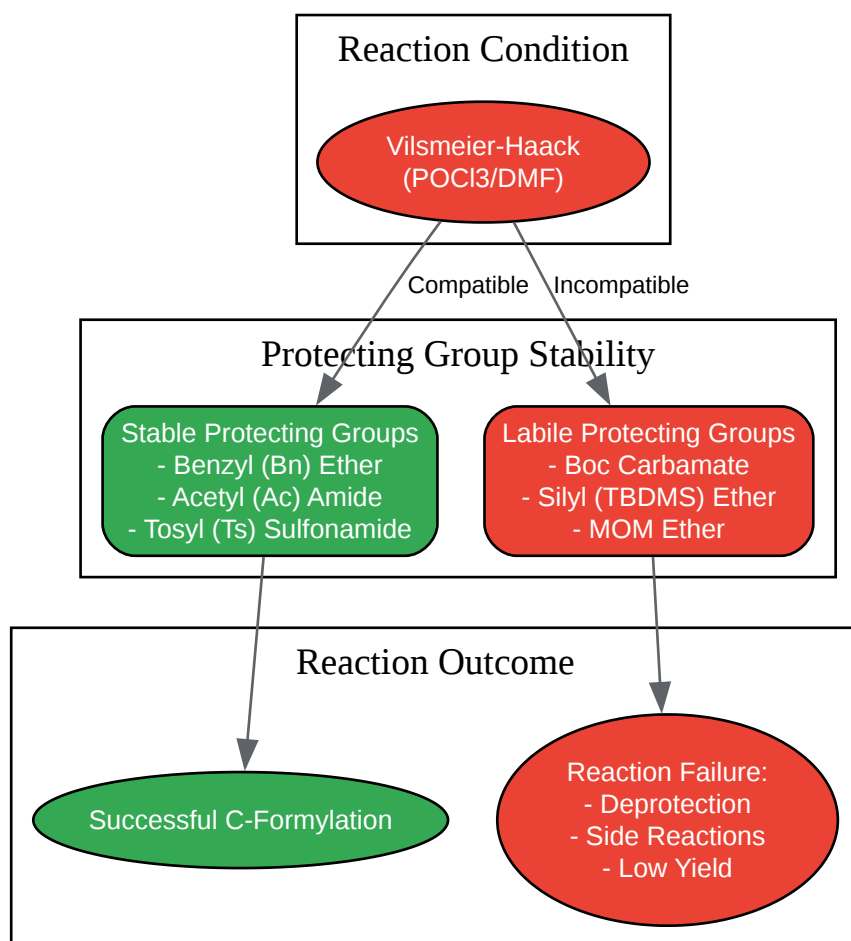 Reaction Condition
Vilsmeier-Haack
(POCl3/DMF)
Compatible
Incompatible
Protecting Group Stability
Stable Protecting Groups
- Benzyl (Bn) Ether
- Acetyl (Ac) Amide
- Tosyl (Ts) Sulfonamide
Labile Protecting Groups
- Boc Carbamate
- Silyl (TBDMS) Ether
- MOM Ether
Reaction Outcome
Successful C-Formylation
Reaction Failure:
- Deprotection
- Side Reactions
- Low Yield